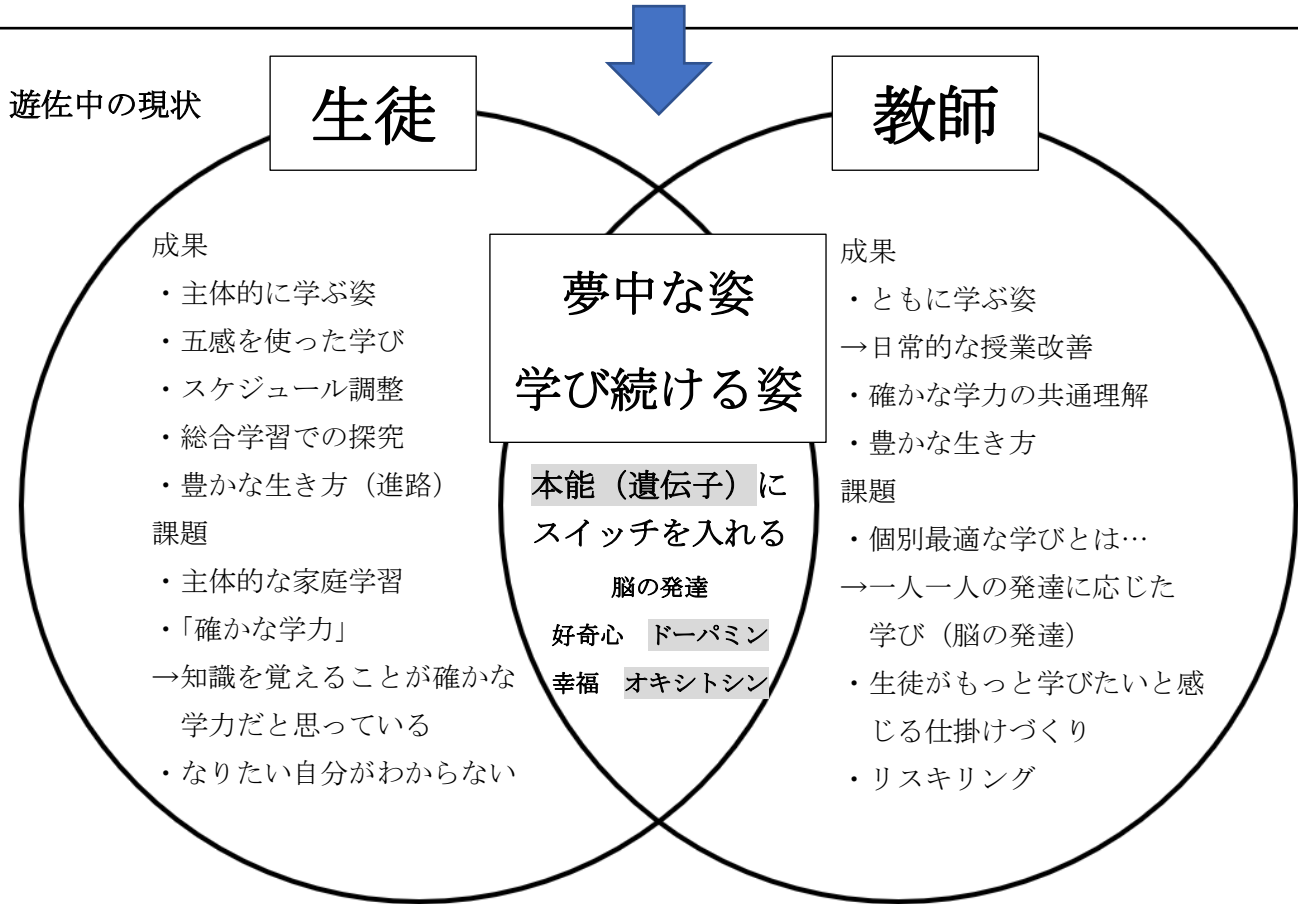 遊佐中の現状
生徒
成果
・主体的に学ぶ姿
・五感を使った学び
・スケジュール調整
・総合学習での探究
・豊かな生き方（進路）
課題
・主体的な家庭学習
・「確かな学力」
→知識を覚えることが確かな
学力だと思っている
・なりたい自分がわからない
夢中な姿
学び続ける姿
本能（遺伝子）に
スイッチを入れる
脳の発達
好奇心　ドーパミン
幸福　オキシトシン
教師
成果
・ともに学ぶ姿
→日常的な授業改善
・確かな学力の共通理解
・豊かな生き方
課題
・個別最適な学びとは…
→一人一人の発達に応じた
学び（脳の発達）
・生徒がもっと学びたいと感
じる仕掛けづくり
・リスキリング